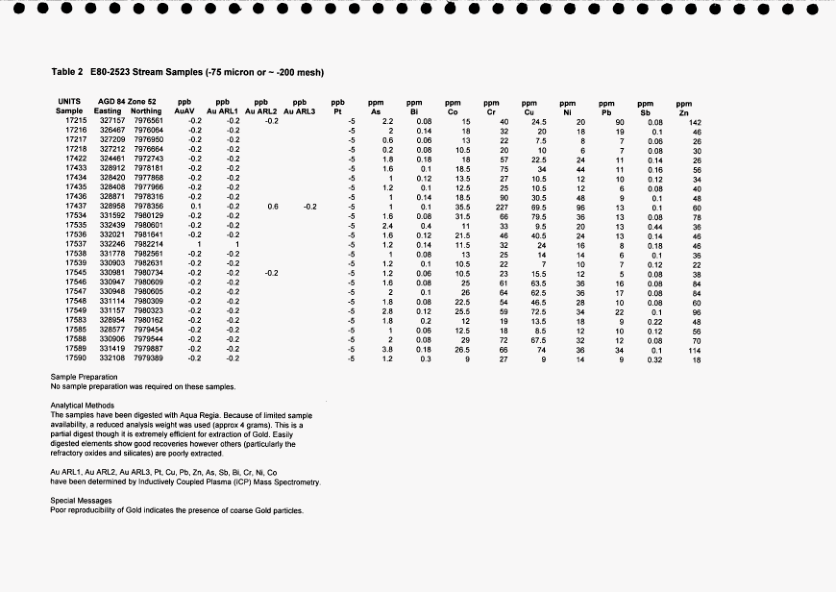 Table 2 E80-2523 Stream Samples (-75 micron or ~ -200 mesh)
UNITS AGD 84 Zone 52 ppb ppb ppb ppb ppb ppm ppm ppm ppm ppm ppm ppm ppm ppm
Sample Easting Northing AuAV Au ARL1 Au ARL2 Au ARL3 Pt As Bi Co Cr Cu Ni Pb Sb Zn
17215 327157 7976561 -0.2 -0.2 -0.2 -5 2.2 0.08 15 40 24.5 20 90 0.08 142
17216 326467 7976064 -0.2 -0.2 -5 2 0.14 18 32 20 18 19 0.1 46
17217 327209 7976950 -0.2 -0.2 -5 0.6 0.06 13 22 7.5 8 7 0.06 26
17218 327212 7976664 -0.2 -0.2 -5 0.2 0.08 10.5 20 10 6 7 0.08 30
17422 324461 7972743 -0.2 -0.2 -5 1.8 0.18 18 57 22.5 24 11 0.14 26
17433 328912 7978181 -0.2 -0.2 -5 1.6 0.1 18.5 75 34 44 11 0.16 56
17434 328420 7977868 -0.2 -0.2 -5 1 0.12 13.5 27 10.5 12 10 0.12 34
17435 328408 7977966 -0.2 -0.2 -5 1.2 0.1 12.5 25 10.5 12 6 0.08 40
17436 328871 7978316 -0.2 -0.2 -5 1 0.14 18.5 90 30.5 48 9 0.1 48
17437 328958 7978356 0.1 -0.2 0.6 -0.2 -5 1 0.1 35.5 227 69.5 96 13 0.1 60
17534 331592 7980129 -0.2 -0.2 -5 1.6 0.08 31.5 66 79.5 36 13 0.08 78
17535 332439 7980601 -0.2 -0.2 -5 2.4 0.4 11 33 9.5 20 13 0.44 36
17536 332021 7981641 -0.2 -0.2 -5 1.6 0.12 21.5 46 40.5 24 13 0.14 46
17537 332246 7982214 1 1 -5 1.2 0.14 11.5 32 24 16 8 0.18 46
17538 331778 7982561 -0.2 -0.2 -5 1 0.08 13 25 14 14 6 0.1 36
17539 330903 7982631 -0.2 -0.2 -5 1.2 0.1 10.5 22 7 10 7 0.12 22
17545 330981 7980734 -0.2 -0.2 -0.2 -5 1.2 0.06 10.5 23 15.5 12 5 0.08 38
17546 330947 7980609 -0.2 -0.2 -5 1.6 0.08 25 61 63.5 36 16 0.08 84
17547 330948 7980605 -0.2 -0.2 -5 2 0.1 26 64 62.5 36 17 0.08 84
17548 331114 7980309 -0.2 -0.2 -5 1.8 0.08 22.5 54 46.5 28 10 0.08 60
17549 331157 7980323 -0.2 -0.2 -5 2.8 0.12 25.5 59 72.5 34 22 0.1 96
17583 328954 7980162 -0.2 -0.2 -5 1.8 0.2 12 19 13.5 18 9 0.22 48
17585 328577 7979454 -0.2 -0.2 -5 1 0.06 12.5 18 8.5 12 10 0.12 56
17588 330906 7979544 -0.2 -0.2 -5 2 0.08 29 72 67.5 32 12 0.08 70
17589 331419 7979887 -0.2 -0.2 -5 3.8 0.18 26.5 66 74 36 34 0.1 114
17590 332108 7979389 -0.2 -0.2 -5 1.2 0.3 9 27 9 14 9 0.32 18
Sample Preparation
No sample preparation was required on these samples.
Analytical Methods
The samples have been digested with Aqua Regia. Because of limited sample
availability, a reduced analysis weight was used (approx 4 grams). This is a
partial digest though it is extremely efficient for extraction of Gold. Easily
digested elements show good recoveries however others (particularly the
refractory oxides and silicates) are poorly extracted.
Au ARL1, Au ARL2, Au ARL3, Pt, Cu, Pb, Zn, As, Sb, Bi, Cr, Ni, Co
have been determined by Inductively Coupled Plasma (ICP) Mass Spectrometry.
Special Messages
Poor reproducibility of Gold indicates the presence of coarse Gold particles.